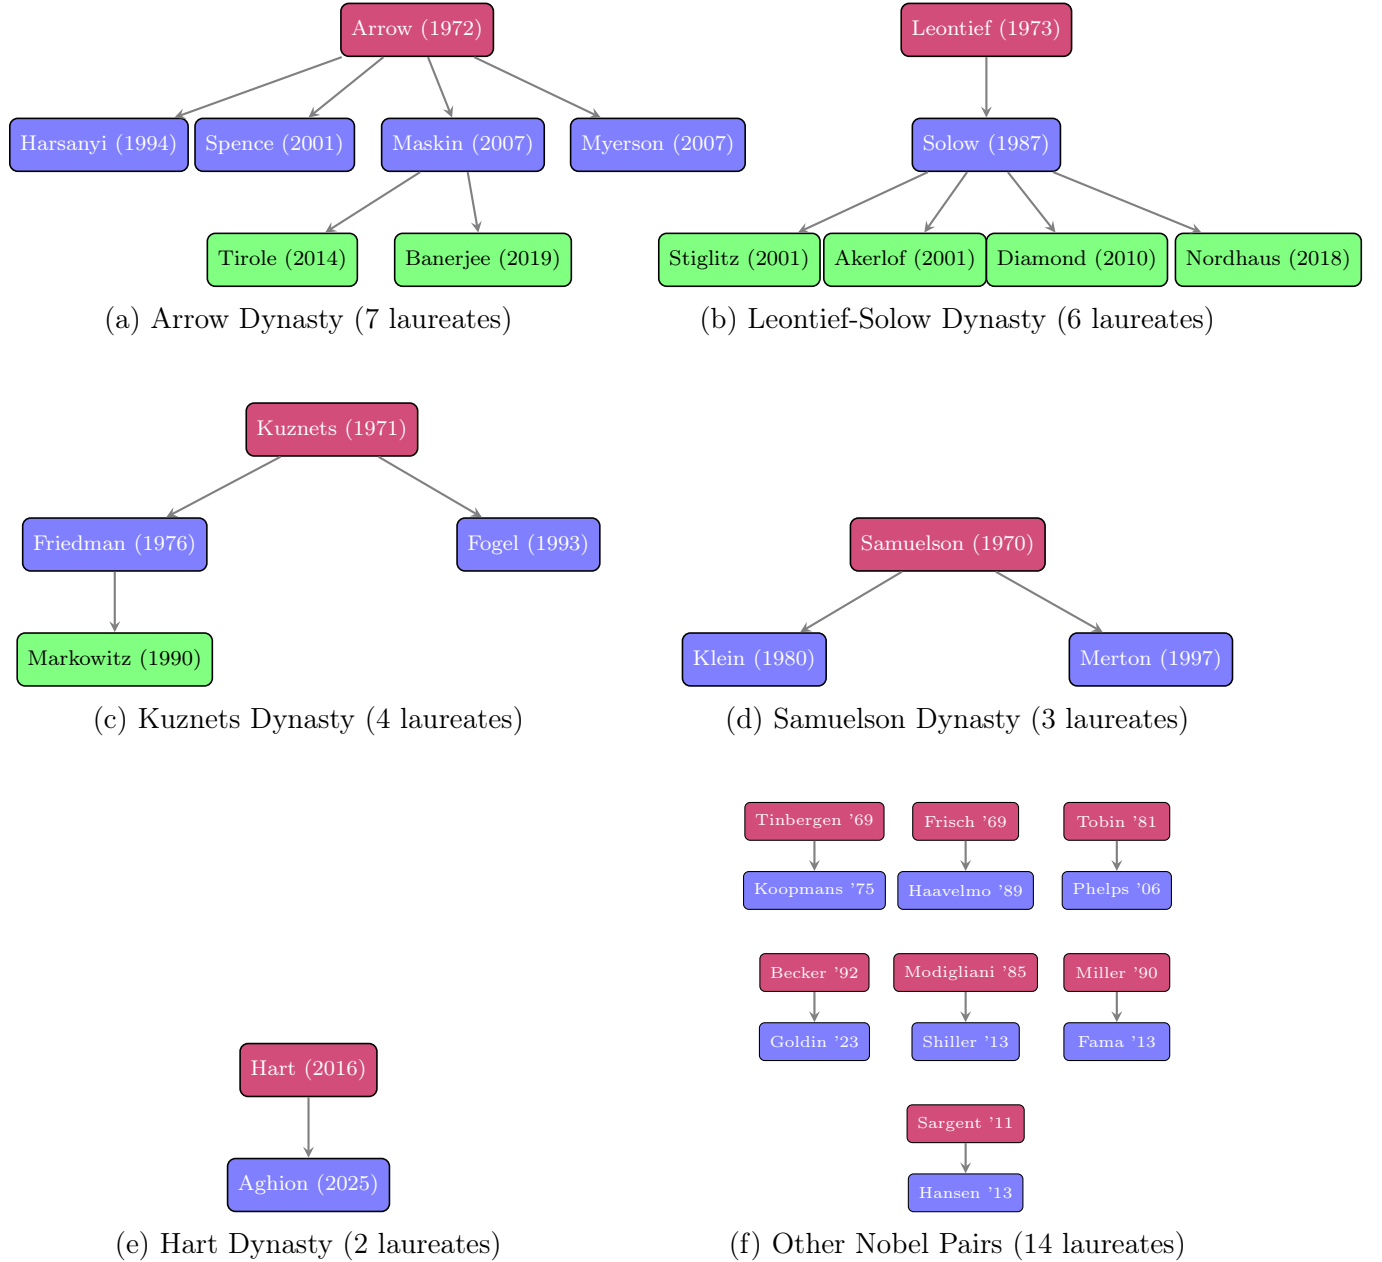 Arrow (1972)
Harsanyi (1994) Spence (2001) Maskin (2007) Myerson (2007)
Tirole (2014) Banerjee (2019)
(a) Arrow Dynasty (7 laureates)
Leontief (1973)
Solow (1987)
Stiglitz (2001) Akerlof (2001) Diamond (2010) Nordhaus (2018)
(b) Leontief-Solow Dynasty (6 laureates)
Kuznets (1971)
Friedman (1976) Fogel (1993)
Markowitz (1990)
(c) Kuznets Dynasty (4 laureates)
Samuelson (1970)
Klein (1980) Merton (1997)
(d) Samuelson Dynasty (3 laureates)
Hart (2016)
Aghion (2025)
(e) Hart Dynasty (2 laureates)
Tinbergen ’69 Frisch ’69 Tobin ’81
Koopmans ’75 Haavelmo ’89 Phelps ’06
Becker ’92 Modigliani ’85 Miller ’90
Goldin ’23 Shiller ’13 Fama ’13
Sargent ’11
Hansen ’13
(f) Other Nobel Pairs (14 laureates)